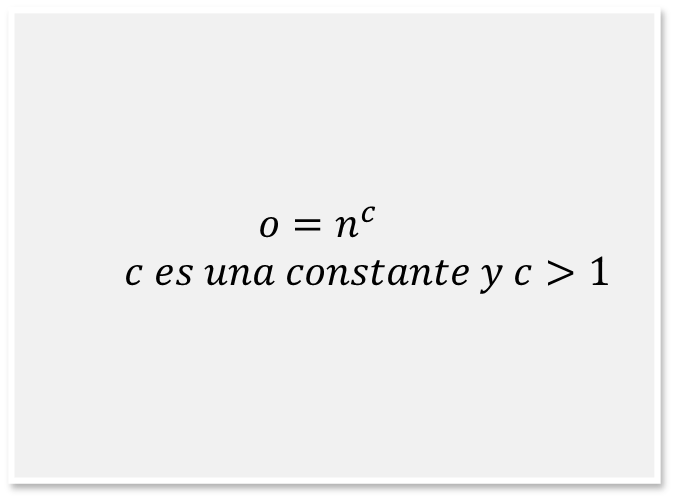 o = n^c
c es una constante y c > 1